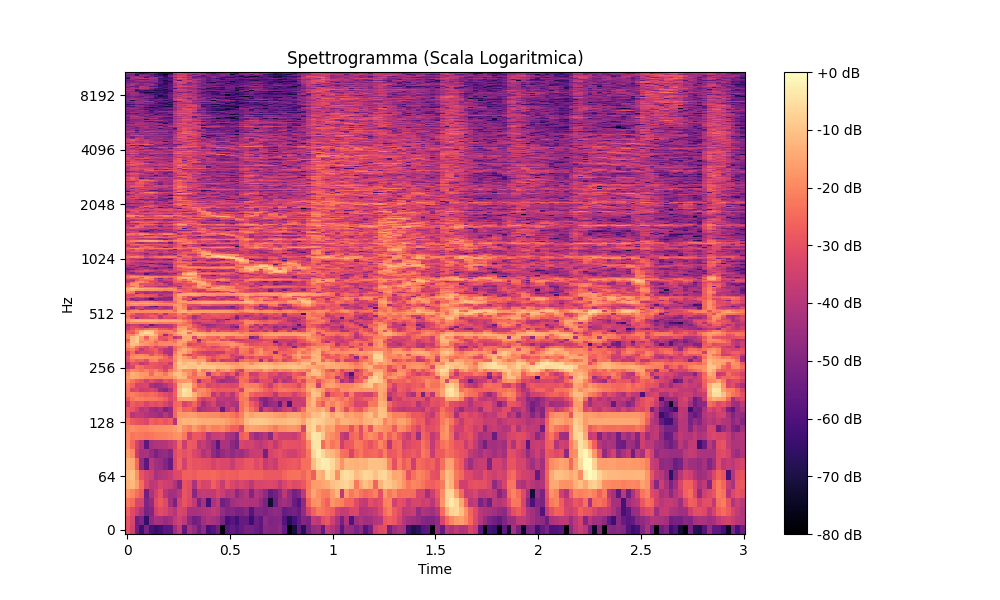 Spettrogramma (Scala Logaritmica)
8192
4096
2048
1024
512
256
128
64
0
Hz
0
0.5
1
1.5
2
2.5
3
Time
+0 dB
-10 dB
-20 dB
-30 dB
-40 dB
-50 dB
-60 dB
-70 dB
-80 dB